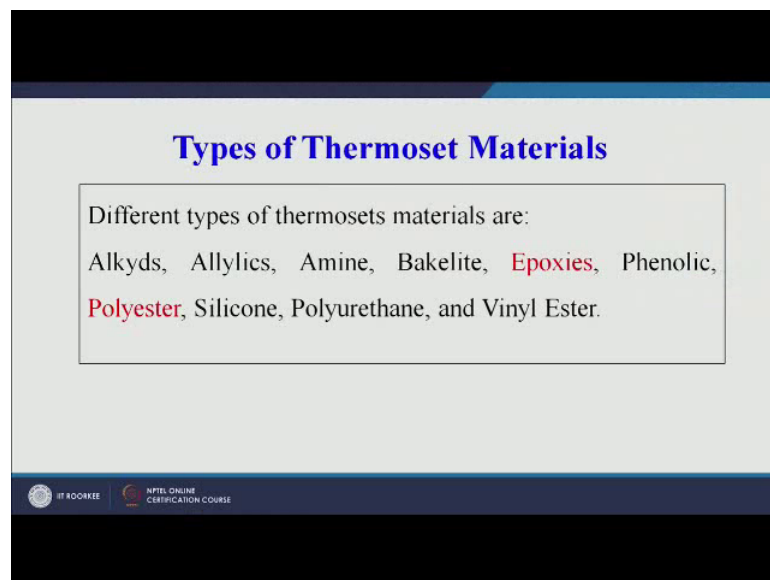 Types of Thermoset Materials
Different types of thermosets materials are:
Alkyds, Allylics, Amine, Bakelite, Epoxies, Phenolic,
Polyester, Silicone, Polyurethane, and Vinyl Ester.
IIT ROORKEE
NPTEL ONLINE
CERTIFICATION COURSE